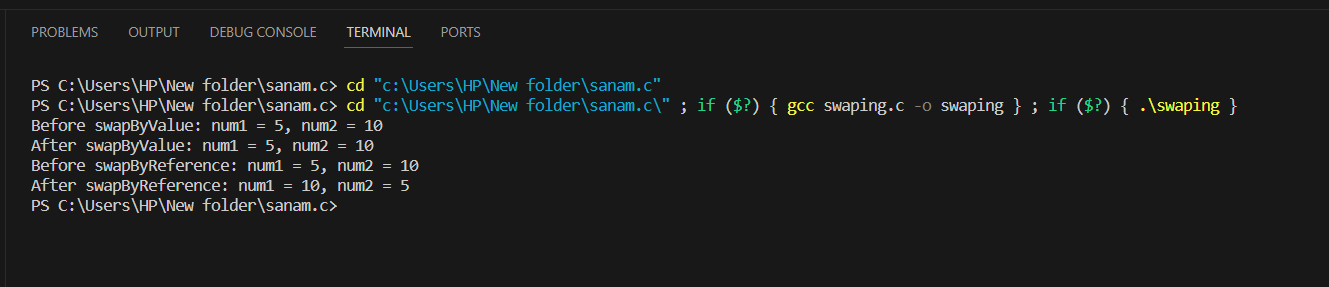 PROBLEMS OUTPUT DEBUG CONSOLE TERMINAL PORTS
PS C:\Users\HP\New folder\sanam.c> cd "c:\Users\HP\New folder\sanam.c"
PS C:\Users\HP\New folder\sanam.c> cd "c:\Users\HP\New folder\sanam.c\" ; if ($?) { gcc swaping.c -o swaping } ; if ($?) { .\swaping }
Before swapByValue: num1 = 5, num2 = 10
After swapByValue: num1 = 5, num2 = 10
Before swapByReference: num1 = 5, num2 = 10
After swapByReference: num1 = 10, num2 = 5
PS C:\Users\HP\New folder\sanam.c>